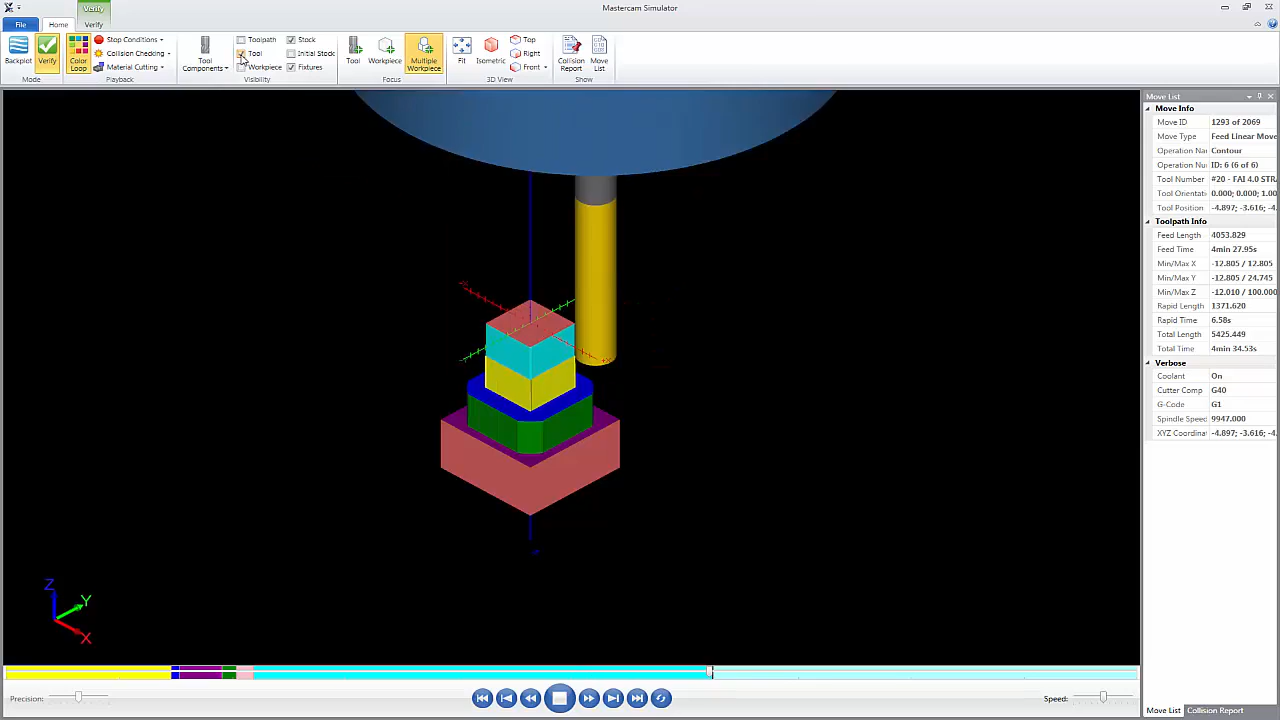 Verify
Mastercam Simulator
File
Home
Verify
Backplot
Verify
Mode
Color Loop
Stop Conditions
Collision Checking
Material Cutting
Playback
Tool Components
Toolpath
Tool
Workpiece
Stock
Initial Stock
Fixtures
Visibility
Tool
Workpiece
Multiple Workpiece
Focus
Fit
Isometric
Top
Right
Front
3D View
Collision Report
Move List
Show
Move List
Move Info
Move ID 1293 of 2069
Move Type Feed Linear Move
Operation Na Contour
Operation Nu ID: 6 (6 of 6)
Tool Number #20 - FAI 4.0 STR
Tool Orientati 0.000; 0.000; 1.00
Tool Position -4.897; -3.616; -4.
Toolpath Info
Feed Length 4053.829
Feed Time 4min 27.95s
Min/Max X -12.805 / 12.805
Min/Max Y -12.805 / 24.745
Min/Max Z -12.010 / 100.000
Rapid Length 1371.620
Rapid Time 6.58s
Total Length 5425.449
Total Time 4min 34.53s
Verbose
Coolant On
Cutter Comp G40
G-Code G1
Spindle Speed 9947.000
XYZ Coordina -4.897; -3.616; -4.
Z
Y
X
Precision:
Speed:
Move List
Collision Report